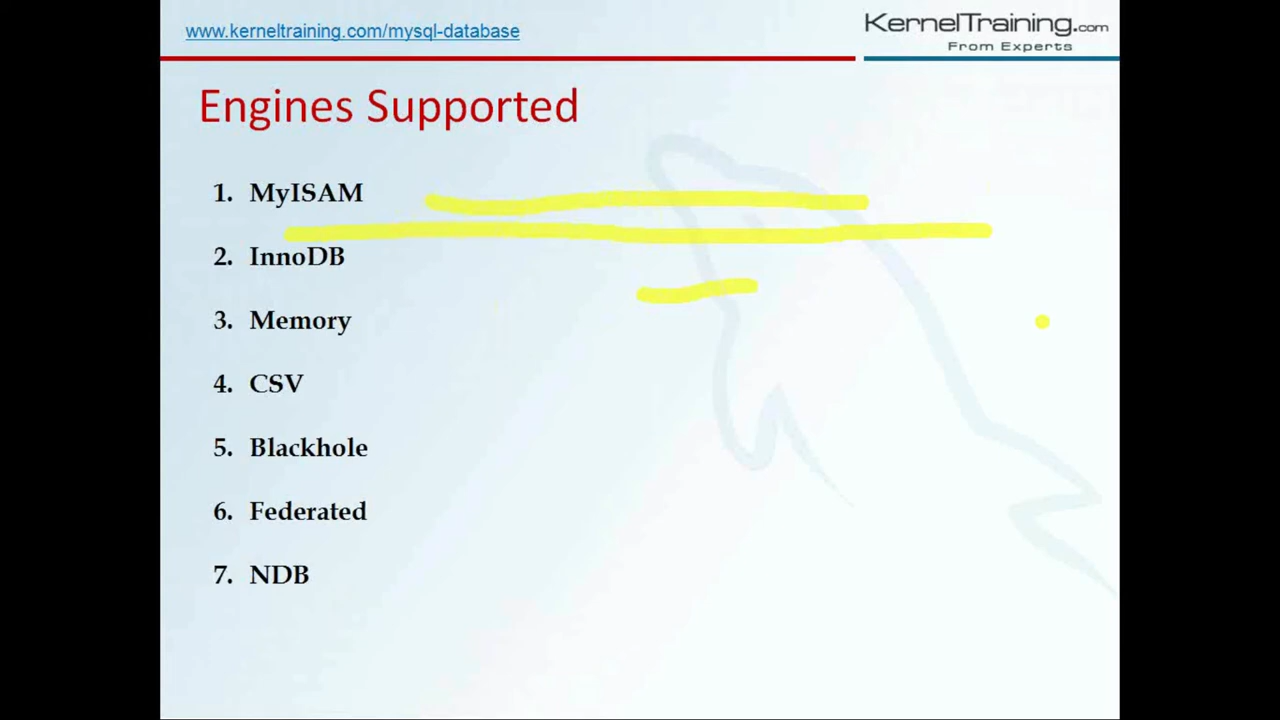 www.kerneltraining.com/mysql-database
KernelTraining.com
From Experts
Engines Supported
1. MyISAM
2. InnoDB
3. Memory
4. CSV
5. Blackhole
6. Federated
7. NDB